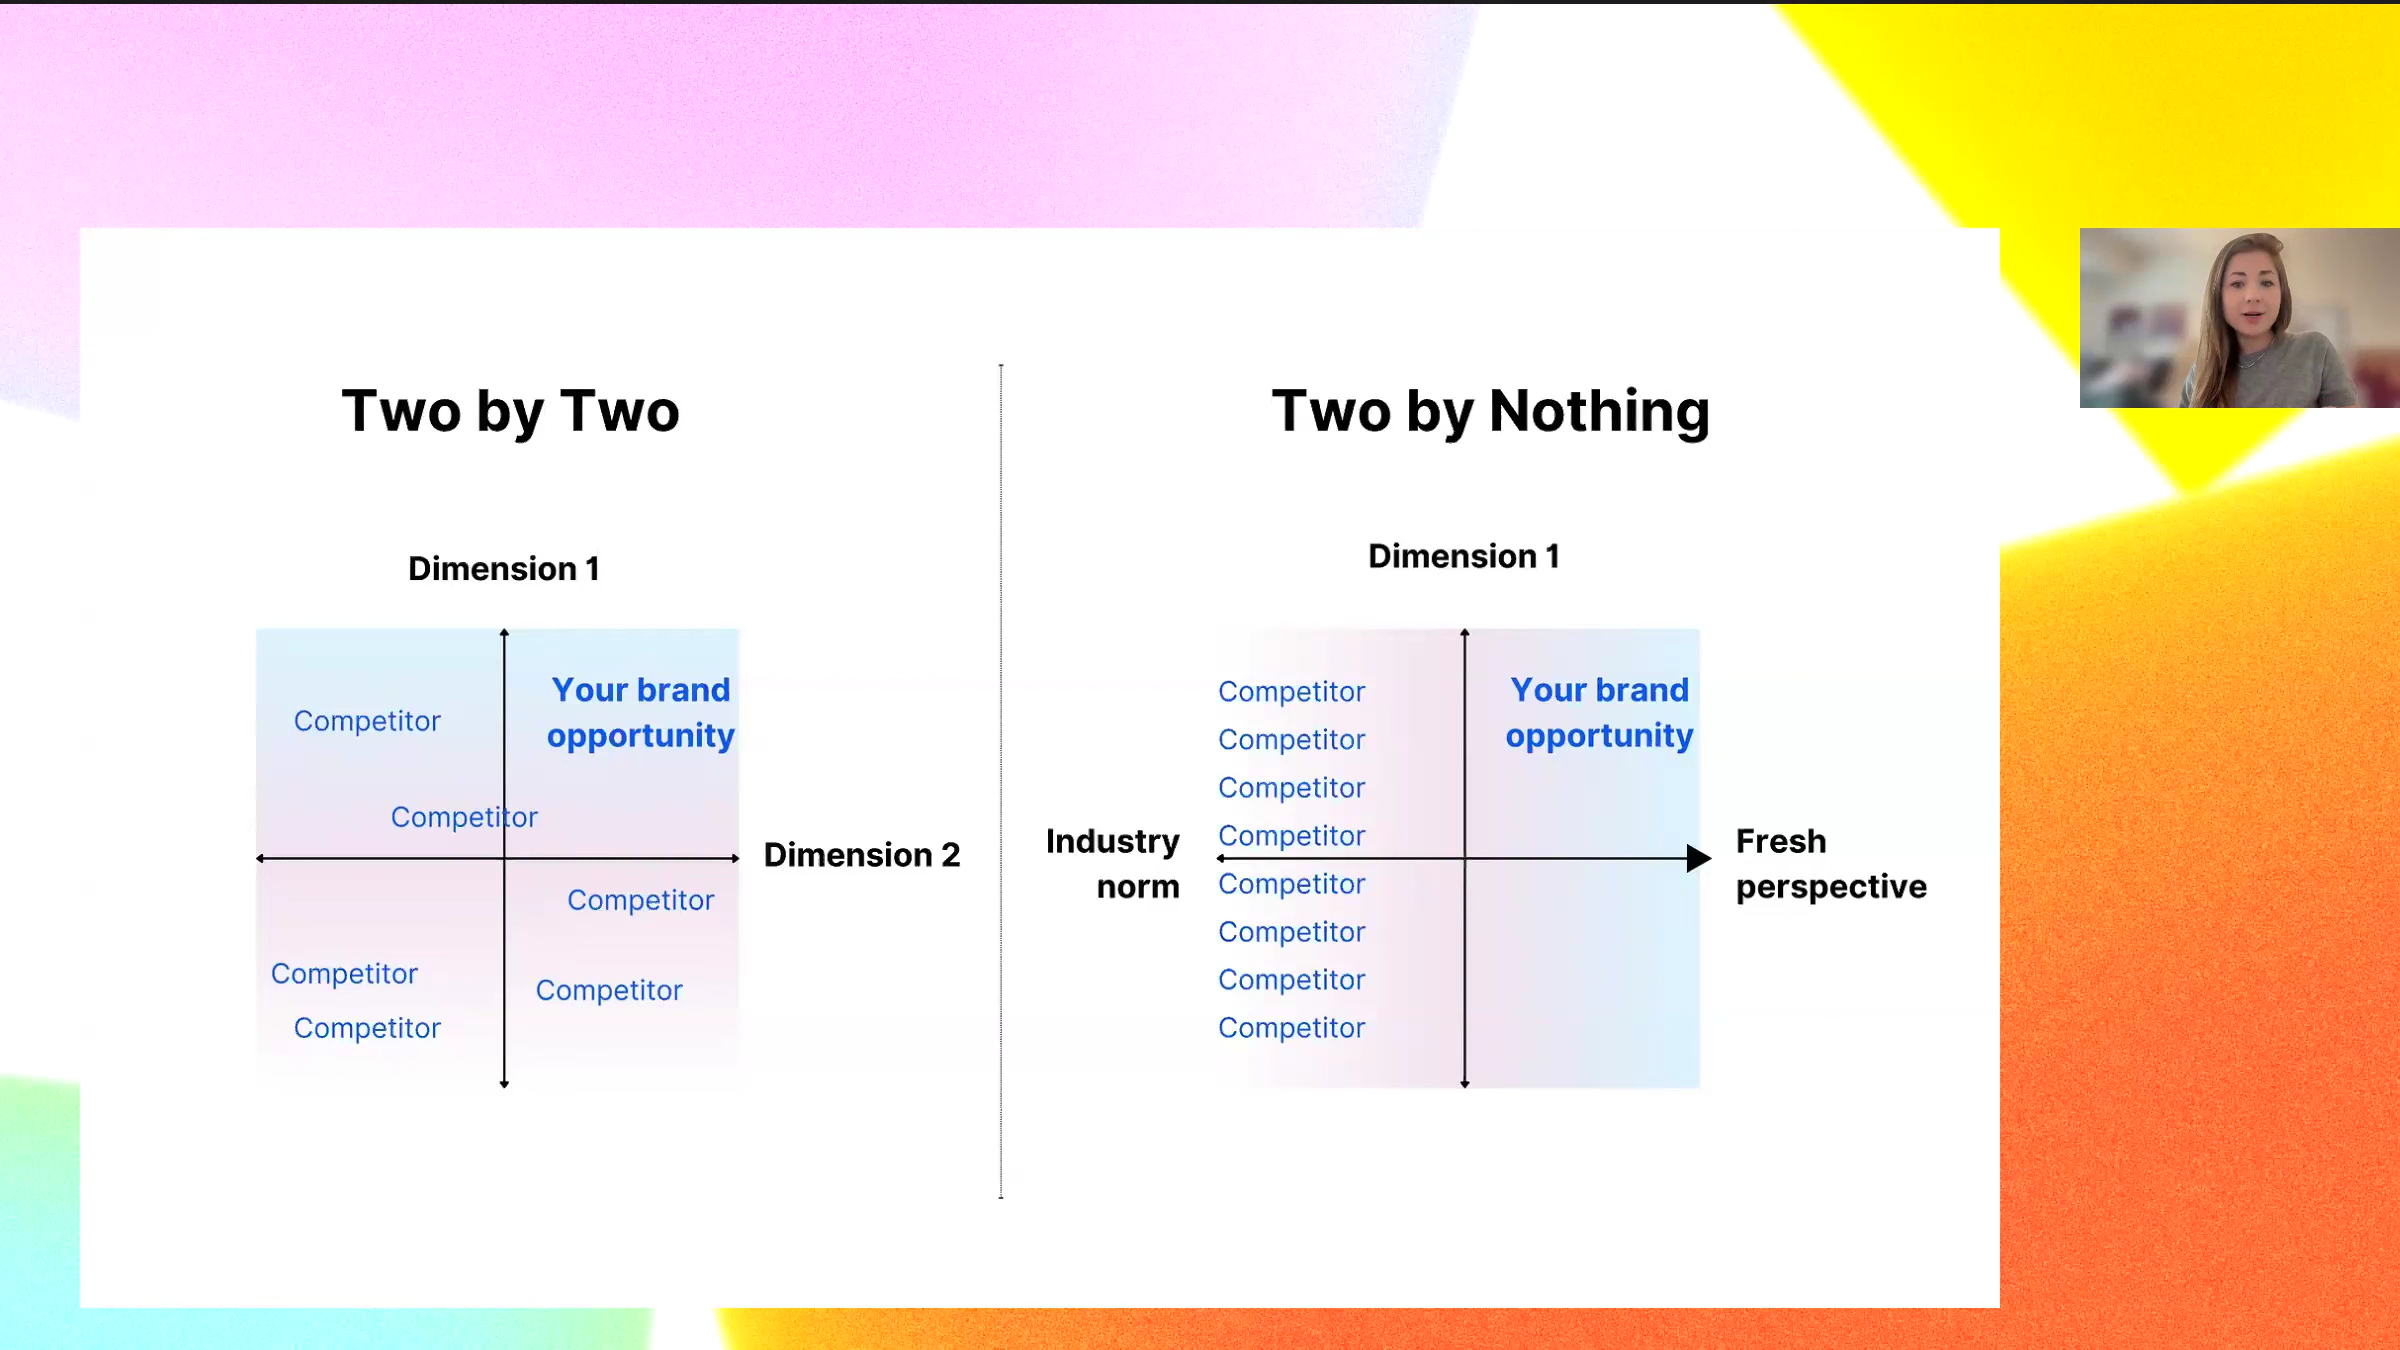 Two by Two
Dimension 1
Your brand
opportunity
Competitor
Competitor
Dimension 2
Competitor
Competitor
Competitor
Competitor
Two by Nothing
Dimension 1
Your brand
opportunity
Competitor
Competitor
Competitor
Competitor
Industry
norm
Fresh
perspective
Competitor
Competitor
Competitor
Competitor